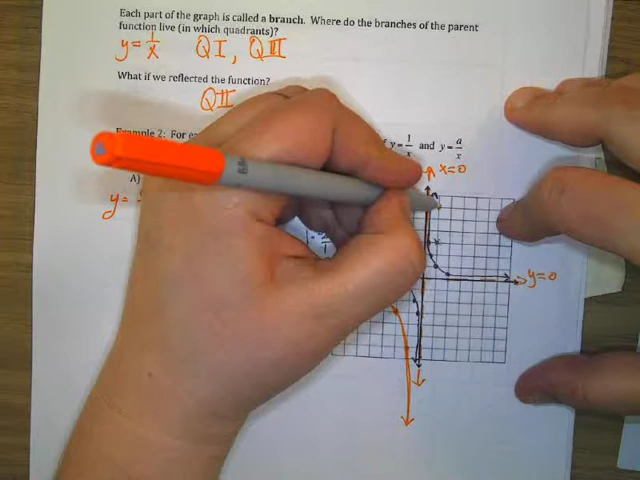 Each part of the graph is called a branch. Where do the branches of the parent
function live (in which quadrants)?
y = 1/x QI, QIII
What if we reflected the function?
QII
Example 2: For y = 1/x and y = a/x
x=0
A)
y =
y=0